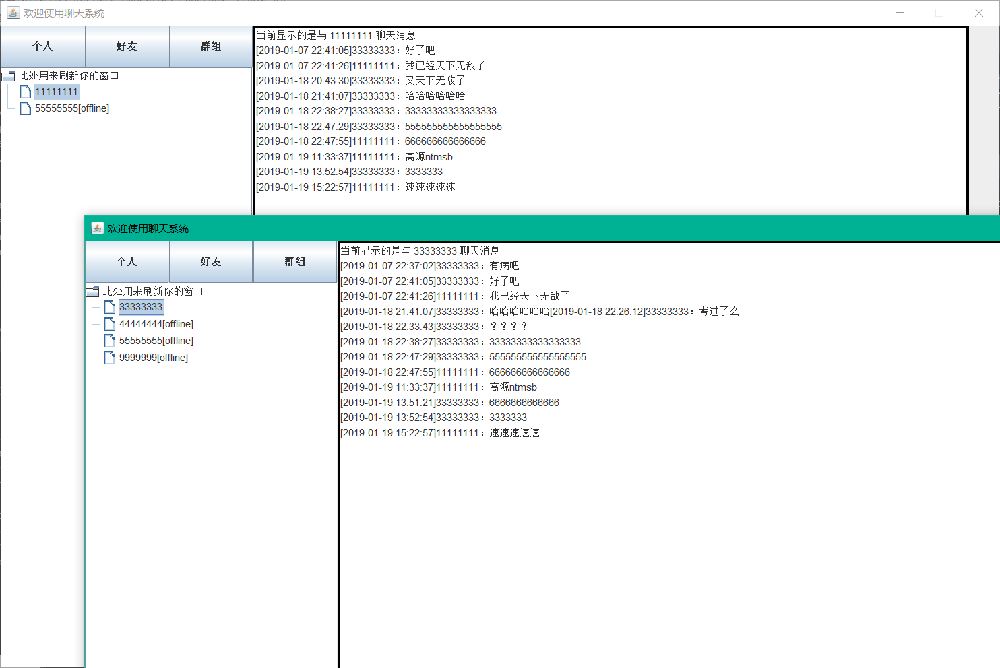 欢迎使用聊天系统
个人 好友 群组
此处用来刷新你的窗口
11111111
55555555[offline]
当前显示的是与 11111111 聊天消息
[2019-01-07 22:41:05]33333333：好了吧
[2019-01-07 22:41:26]11111111：我已经天下无敌了
[2019-01-18 20:43:30]33333333：又天下无敌了
[2019-01-18 21:41:07]33333333：哈哈哈哈哈哈
[2019-01-18 22:38:27]33333333：33333333333333333
[2019-01-18 22:47:29]33333333：555555555555555555
[2019-01-18 22:47:55]11111111：666666666666666
[2019-01-19 11:33:37]11111111：高源ntmsb
[2019-01-19 13:52:54]33333333：3333333
[2019-01-19 15:22:57]11111111：速速速速速
欢迎使用聊天系统
个人 好友 群组
此处用来刷新你的窗口
33333333
44444444[offline]
55555555[offline]
9999999[offline]
当前显示的是与 33333333 聊天消息
[2019-01-07 22:37:02]33333333：有病吧
[2019-01-07 22:41:05]33333333：好了吧
[2019-01-07 22:41:26]11111111：我已经天下无敌了
[2019-01-18 21:41:07]33333333：哈哈哈哈哈哈[2019-01-18 22:26:12]33333333：考过了么
[2019-01-18 22:33:43]33333333：？？？？
[2019-01-18 22:38:27]33333333：33333333333333333
[2019-01-18 22:47:29]33333333：555555555555555555
[2019-01-18 22:47:55]11111111：666666666666666
[2019-01-19 11:33:37]11111111：高源ntmsb
[2019-01-19 13:51:21]33333333：6666666666666
[2019-01-19 13:52:54]33333333：3333333
[2019-01-19 15:22:57]11111111：速速速速速